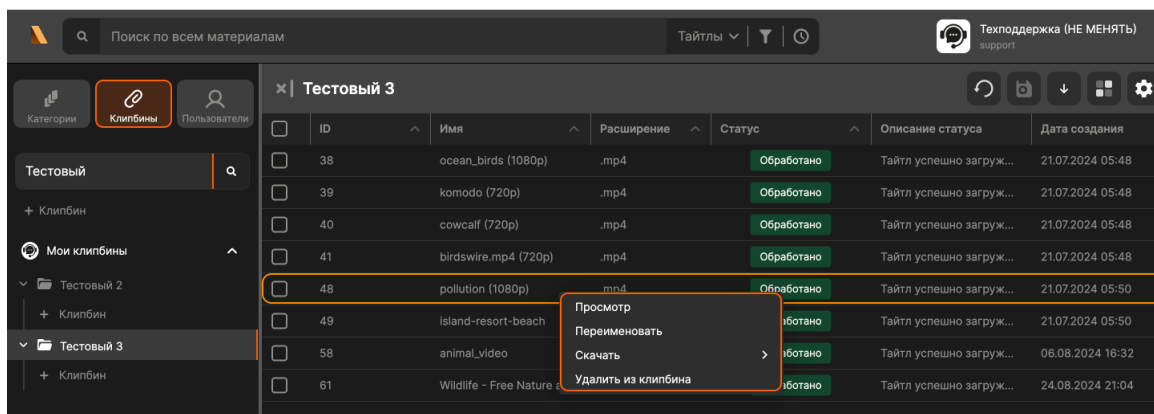 Поиск по всем материалам
Тайтлы
Техподдержка (НЕ МЕНЯТЬ)
support
Категории
Клипбины
Пользователи
Тестовый 3
ID Имя Расширение Статус Описание статуса Дата создания
Тестовый
+ Клипбин
Мои клипбины
Тестовый 2
+ Клипбин
Тестовый 3
+ Клипбин
38 ocean_birds (1080p) .mp4 Обработано Тайтл успешно загруж... 21.07.2024 05:48
39 komodo (720p) .mp4 Обработано Тайтл успешно загруж... 21.07.2024 05:48
40 cowcalf (720p) .mp4 Обработано Тайтл успешно загруж... 21.07.2024 05:48
41 birdswire.mp4 (720p) .mp4 Обработано Тайтл успешно загруж... 21.07.2024 05:48
48 pollution (1080p) .mp4 Обработано Тайтл успешно загруж... 21.07.2024 05:50
49 island-resort-beach Тайтл успешно загруж... 21.07.2024 05:50
58 animal_video Тайтл успешно загруж... 06.08.2024 16:32
61 Wildlife - Free Nature Тайтл успешно загруж... 24.08.2024 21:04
Просмотр
Переименовать
Скачать
Удалить из клипбина